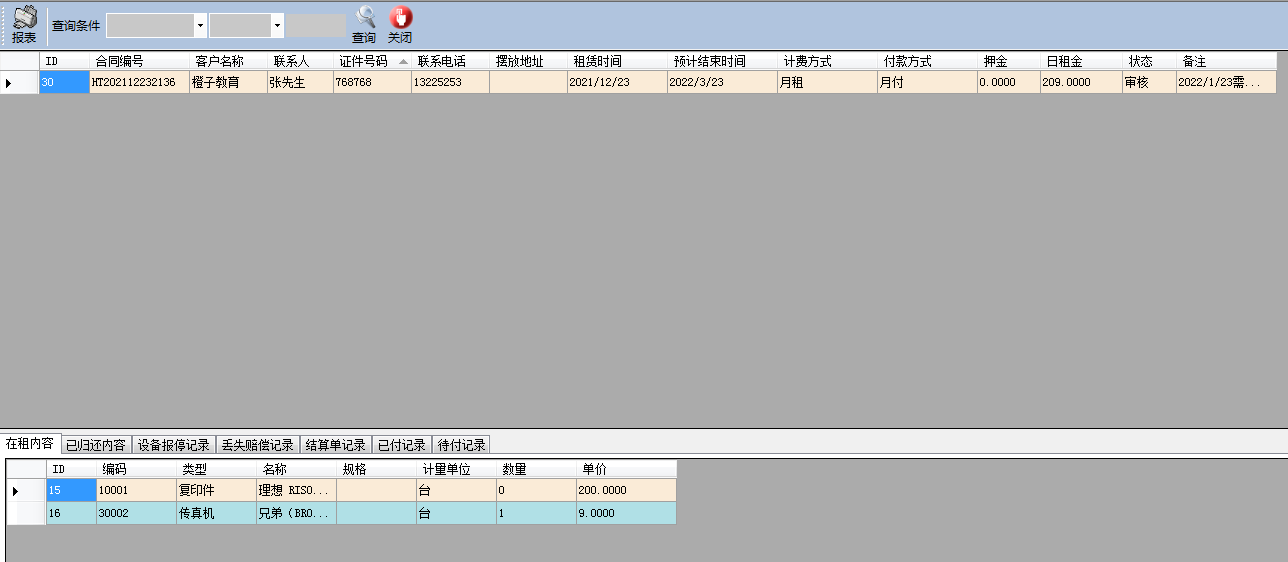 报表 查询条件 查询 关闭
ID 合同编号 客户名称 联系人 证件号码 联系电话 摆放地址 租赁时间 预计结束时间 计费方式 付款方式 押金 日租金 状态 备注
30 HT202112232136 橙子教育 张先生 768768 13225253 2021/12/23 2022/3/23 月租 月付 0.0000 209.0000 审核 2022/1/23需...
在租内容 已归还内容 设备报停记录 丢失赔偿记录 结算单记录 已付记录 待付记录
ID 编码 类型 名称 规格 计量单位 数量 单价
15 10001 复印件 理想 RISO... 台 0 200.0000
16 30002 传真机 兄弟（BRO... 台 1 9.0000